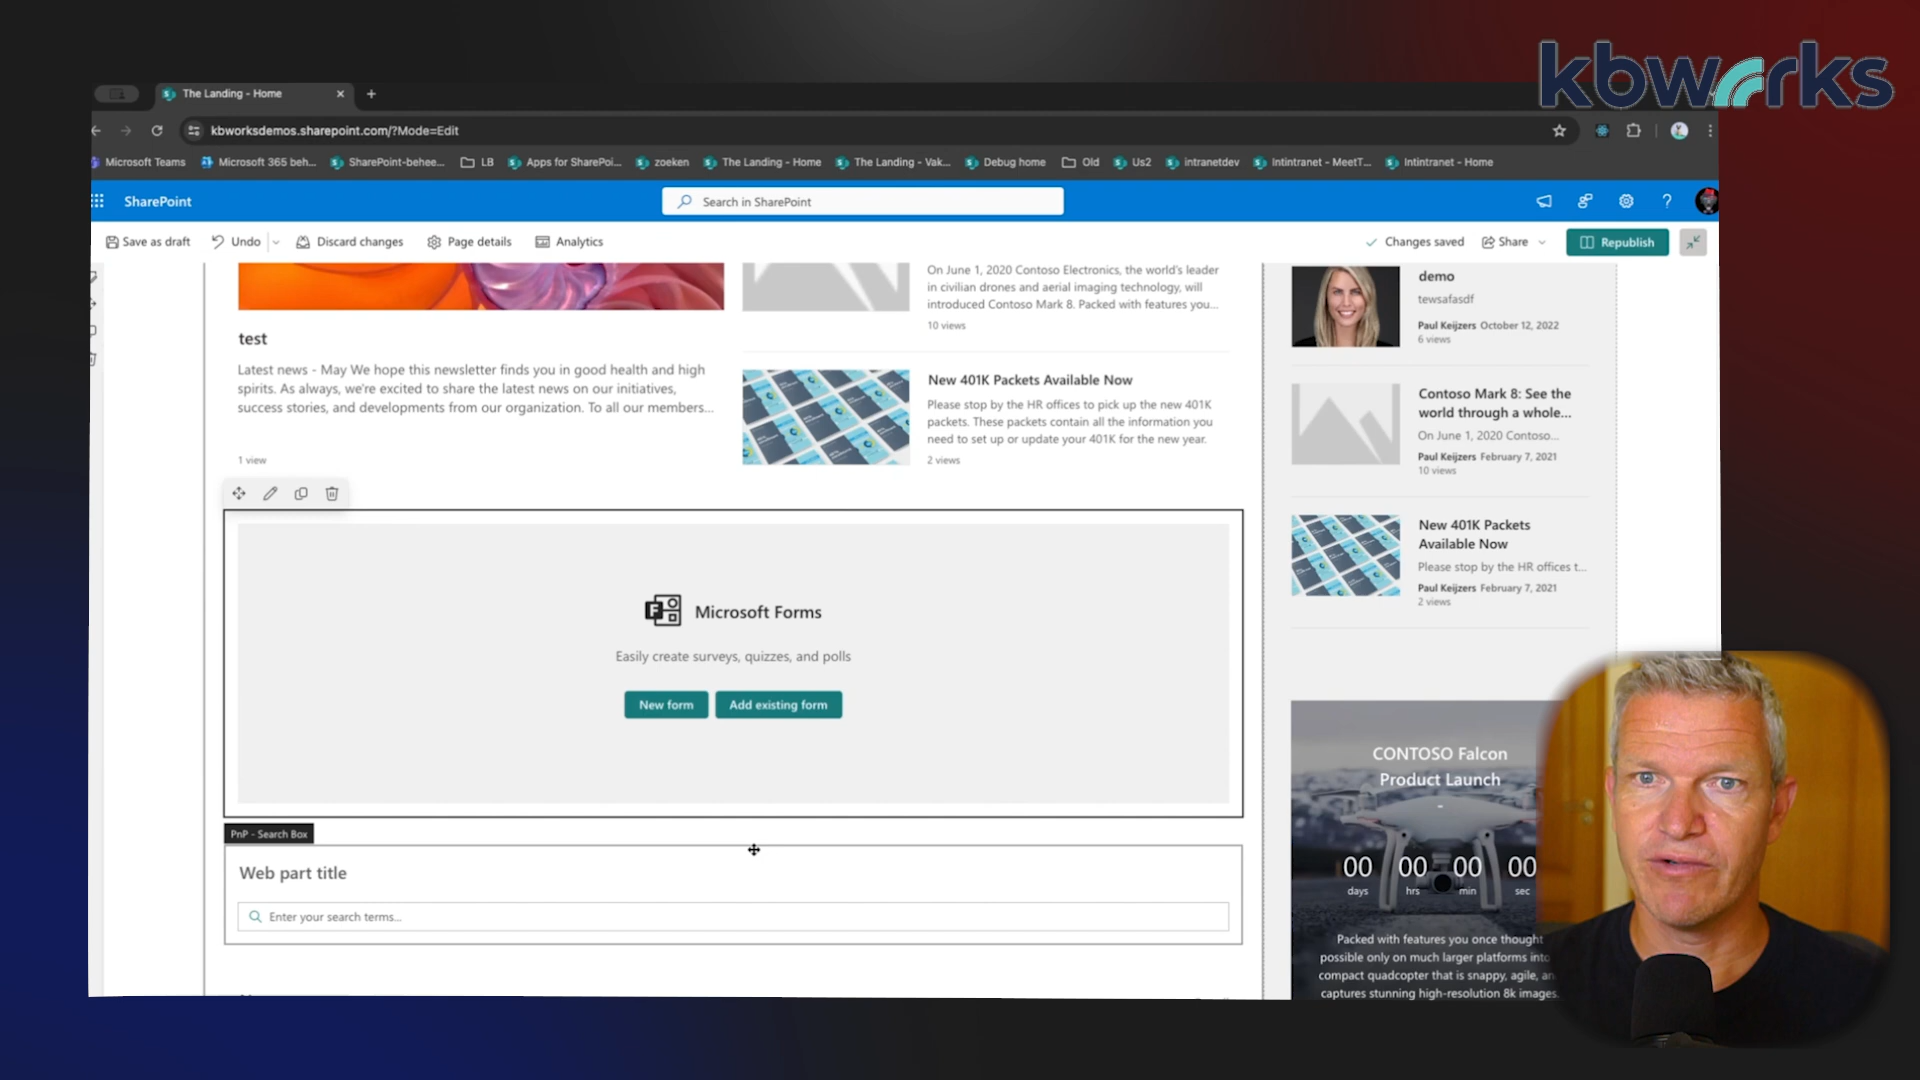 kbworks
The Landing - Home
kbworksdemos.sharepoint.com/?Mode=Edit
Microsoft Teams
Microsoft 365 beh...
SharePoint-behee...
LB
Apps for SharePoi...
zoeken
The Landing - Home
The Landing - Vak...
Debug home
Old
Us2
intranetdev
Intintranet - MeetT...
Intintranet - Home
SharePoint
Search in SharePoint
Save as draft
Undo
Discard changes
Page details
Analytics
Changes saved
Share
Republish
test
Latest news - May We hope this newsletter finds you in good health and high
spirits. As always, we're excited to share the latest news on our initiatives,
success stories, and developments from our organization. To all our members...
1 view
On June 1, 2020 Contoso Electronics, the world's leader
in civilian drones and aerial imaging technology, will
introduced Contoso Mark 8. Packed with features you...
10 views
New 401K Packets Available Now
Please stop by the HR offices to pick up the new 401K
packets. These packets contain all the information you
need to set up or update your 401K for the new year.
2 views
demo
tewsafasdf
Paul Keijzers October 12, 2022
6 views
Contoso Mark 8: See the
world through a whole...
On June 1, 2020 Contoso...
Paul Keijzers February 7, 2021
10 views
New 401K Packets
Available Now
Please stop by the HR offices t...
Paul Keijzers February 7, 2021
2 views
Microsoft Forms
Easily create surveys, quizzes, and polls
New form
Add existing form
PnP - Search Box
Web part title
Enter your search terms...
CONTOSO Falcon
Product Launch
-
00 00 00 00
days hrs min sec
Packed with features you once thought
possible only on much larger platforms into
compact quadcopter that is snappy, agile, an
captures stunning high-resolution 8k images.